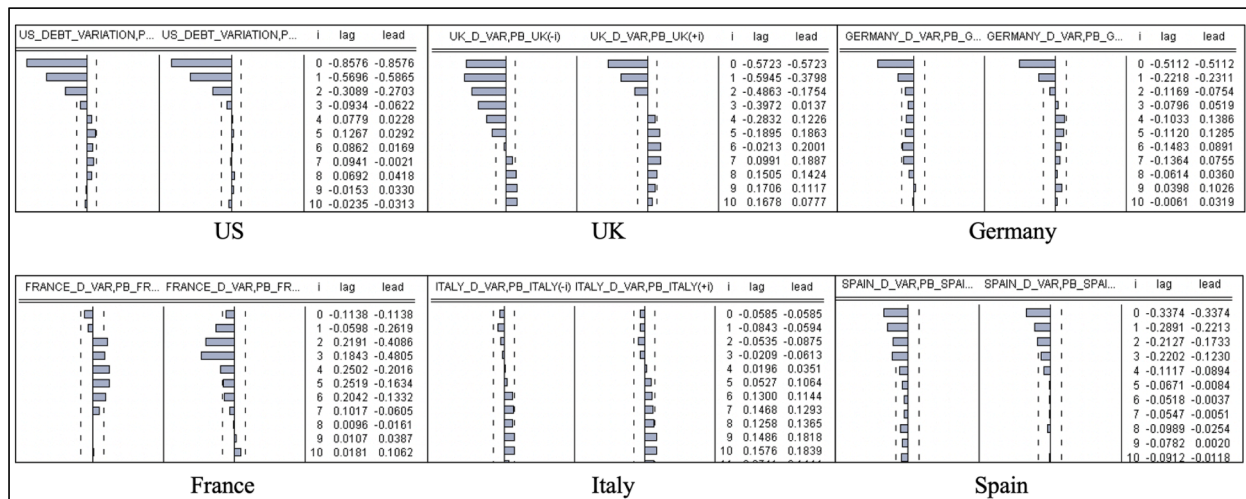 US_DEBT_VARIATION,P... US_DEBT_VARIATION,P... i lag lead
0 -0.8576 -0.8576
1 -0.5696 -0.5865
2 -0.3089 -0.2703
3 -0.0934 -0.0622
4 0.0779 0.0228
5 0.1267 0.0292
6 0.0862 0.0169
7 0.0941 -0.0021
8 0.0692 0.0418
9 -0.0153 0.0330
10 -0.0235 -0.0313
US
UK_D_VAR,PB_UK(-i) UK_D_VAR,PB_UK(+i) i lag lead
0 -0.5723 -0.5723
1 -0.5945 -0.3798
2 -0.4863 -0.1754
3 -0.3972 0.0137
4 -0.2832 0.1226
5 -0.1895 0.1863
6 -0.0213 0.2001
7 0.0991 0.1887
8 0.1505 0.1424
9 0.1706 0.1117
10 0.1678 0.0777
UK
GERMANY_D_VAR,PB_G... GERMANY_D_VAR,PB_G... i lag lead
0 -0.5112 -0.5112
1 -0.2218 -0.2311
2 -0.1169 -0.0754
3 -0.0796 0.0519
4 -0.1033 0.1386
5 -0.1120 0.1285
6 -0.1483 0.0891
7 -0.1364 0.0755
8 -0.0614 0.0360
9 0.0398 0.1026
10 -0.0061 0.0319
Germany
FRANCE_D_VAR,PB_FR... FRANCE_D_VAR,PB_FR... i lag lead
0 -0.1138 -0.1138
1 -0.0598 -0.2619
2 0.2191 -0.4086
3 0.1843 -0.4805
4 0.2502 -0.2016
5 0.2519 -0.1634
6 0.2042 -0.1332
7 0.1017 -0.0605
8 0.0096 -0.0161
9 0.0107 0.0387
10 0.0181 0.1062
France
ITALY_D_VAR,PB_ITALY(-i) ITALY_D_VAR,PB_ITALY(+i) i lag lead
0 -0.0585 -0.0585
1 -0.0843 -0.0594
2 -0.0535 -0.0875
3 -0.0209 -0.0613
4 0.0196 0.0351
5 0.0527 0.1064
6 0.1300 0.1144
7 0.1468 0.1293
8 0.1258 0.1365
9 0.1486 0.1818
10 0.1576 0.1839
Italy
SPAIN_D_VAR,PB_SPAI... SPAIN_D_VAR,PB_SPAI... i lag lead
0 -0.3374 -0.3374
1 -0.2891 -0.2213
2 -0.2127 -0.1733
3 -0.2202 -0.1230
4 -0.1117 -0.0894
5 -0.0671 -0.0084
6 -0.0518 -0.0037
7 -0.0547 -0.0051
8 -0.0989 -0.0254
9 -0.0782 0.0020
10 -0.0912 -0.0118
Spain